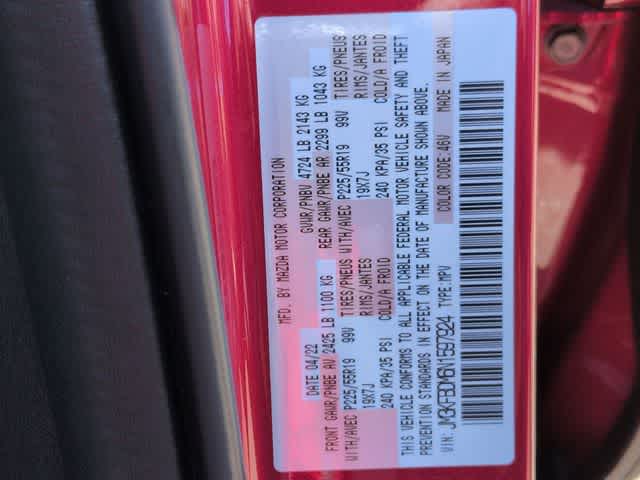 MFD. BY MAZDA MOTOR CORPORATION
DATE 04/22 GVWR/PNBV 4724 LB 2143 KG
FRONT GAWR/PNBE AV 2425 LB 1100 KG REAR GAWR/PNBE AR 2299 LB 1043 KG
WITH/AVEC P225/55R19 99V TIRES/PNEUS WITH/AVEC P225/55R19 99V TIRES/PNEUS
19X7J RIMS/JANTES 19X7J RIMS/JANTES
240 KPA/35 PSI COLD/A FROID 240 KPA/35 PSI COLD/A FROID
THIS VEHICLE CONFORMS TO ALL APPLICABLE FEDERAL MOTOR VEHICLE SAFETY AND THEFT
PREVENTION STANDARDS IN EFFECT ON THE DATE OF MANUFACTURE SHOWN ABOVE.
VIN: JM3KFBDM6N1597924 TYPE:MPV COLOR CODE:46V MADE IN JAPAN